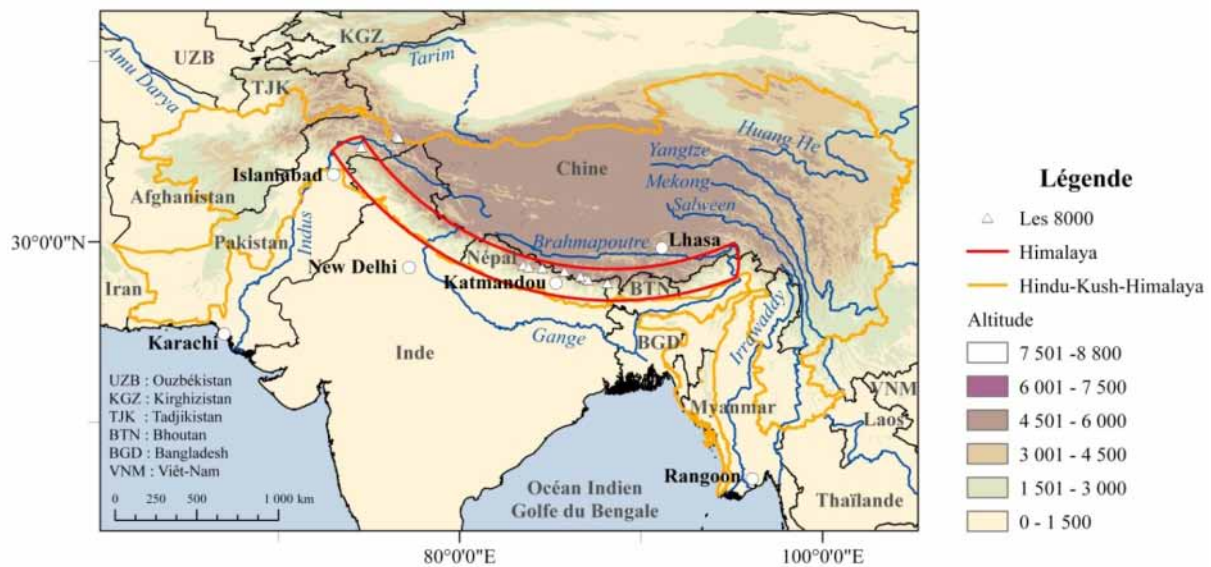 KGZ
UZB
Tarim
Amu Darya
TJK
Huang He
Yangtze
Chine
Mekong
Islamabad
Salween
Afghanistan
Indus
Pakistan
30°0'0"N
Brahmapoutre
Lhasa
Népal
New Delhi
Katmandou
BTN
Iran
Irrawaddy
Karachi
Gange
BGD
Inde
VNM
Myanmar
Laos
Rangoon
Thaïlande
Océan Indien
Golfe du Bengale
UZB : Ouzbékistan
KGZ : Kirghizistan
TJK : Tadjikistan
BTN : Bhoutan
BGD : Bangladesh
VNM : Viêt-Nam
0 250 500 1 000 km
80°0'0"E
100°0'0"E
Légende
Les 8000
Himalaya
Hindu-Kush-Himalaya
Altitude
7 501 -8 800
6 001 - 7 500
4 501 - 6 000
3 001 - 4 500
1 501 - 3 000
0 - 1 500